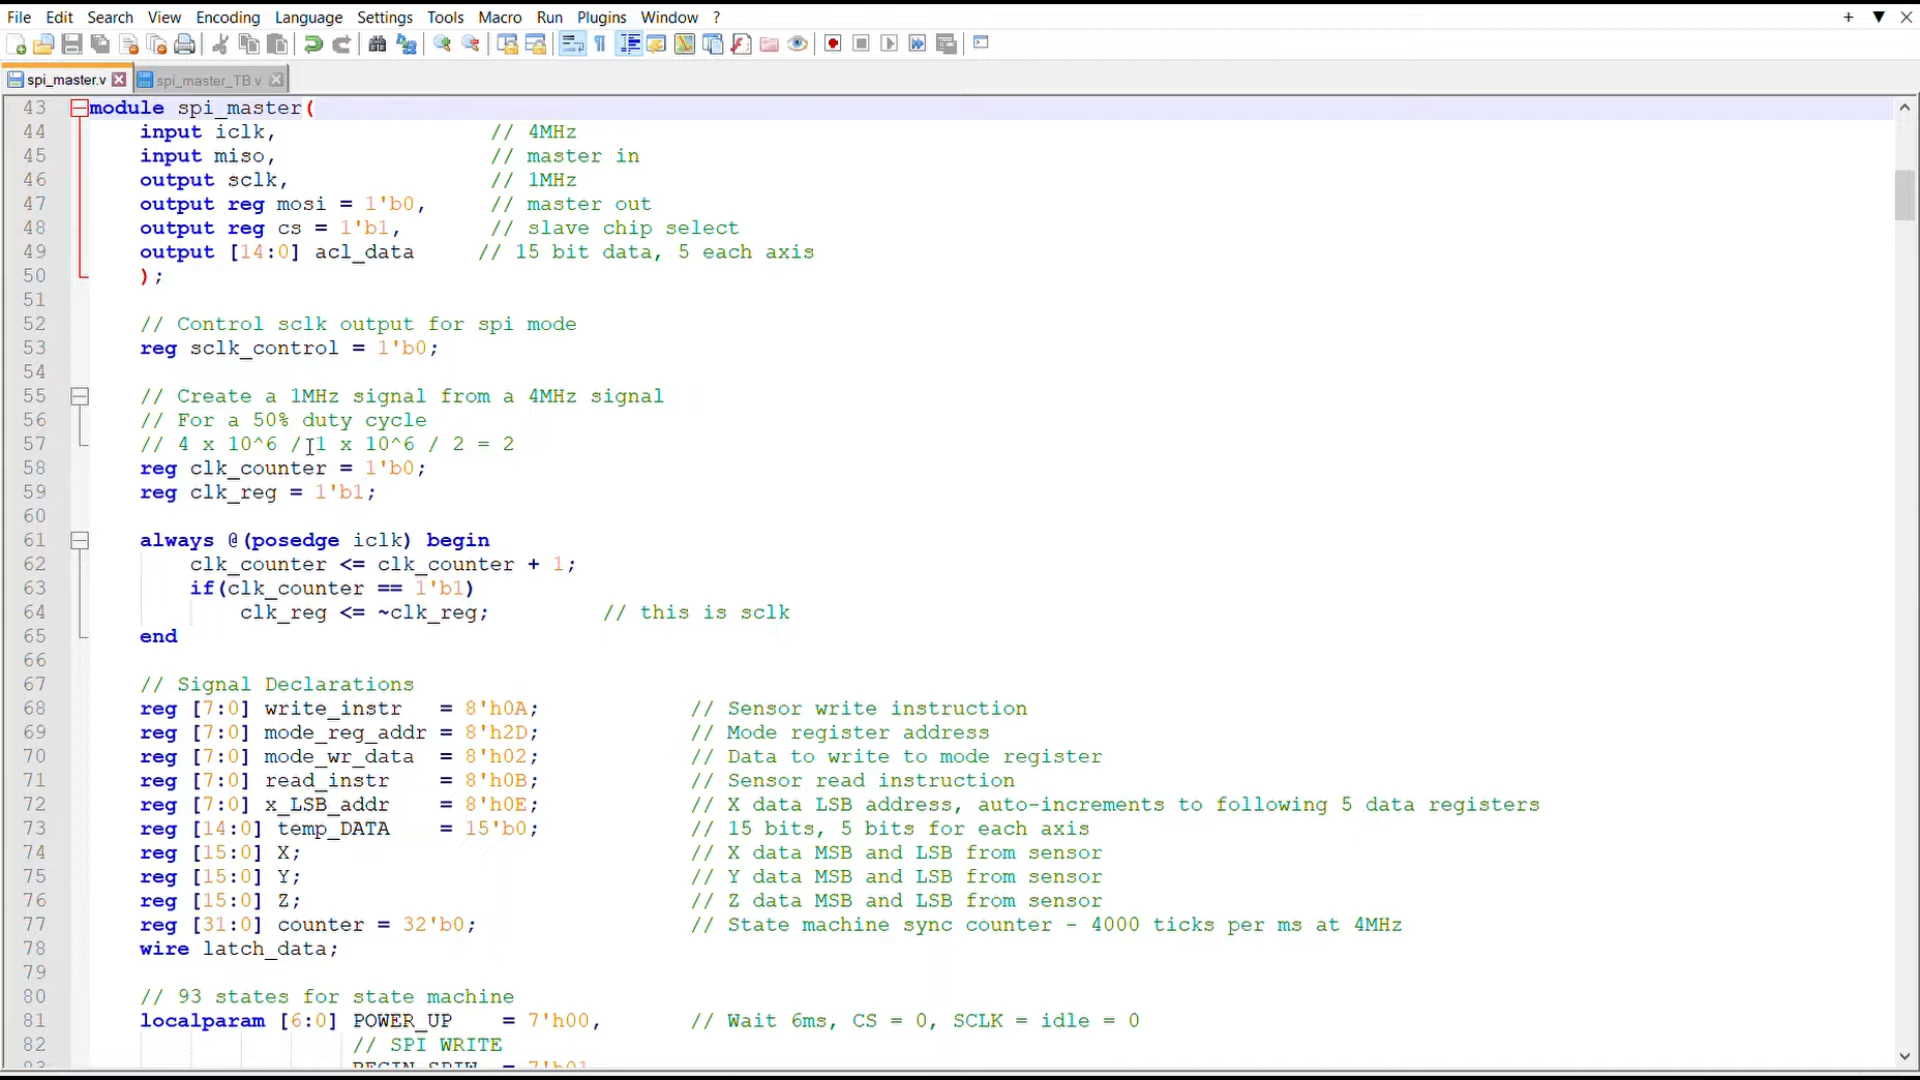 File Edit Search View Encoding Language Settings Tools Macro Run Plugins Window ?
spi_master.v spi_master_TB.v
43 module spi_master(
44 input iclk, // 4MHz
45 input miso, // master in
46 output sclk, // 1MHz
47 output reg mosi = 1'b0, // master out
48 output reg cs = 1'b1, // slave chip select
49 output [14:0] acl_data // 15 bit data, 5 each axis
50 );
51
52 // Control sclk output for spi mode
53 reg sclk_control = 1'b0;
54
55 // Create a 1MHz signal from a 4MHz signal
56 // For a 50% duty cycle
57 // 4 x 10^6 / 1 x 10^6 / 2 = 2
58 reg clk_counter = 1'b0;
59 reg clk_reg = 1'b1;
60
61 always @(posedge iclk) begin
62 clk_counter <= clk_counter + 1;
63 if(clk_counter == 1'b1)
64 clk_reg <= ~clk_reg; // this is sclk
65 end
66
67 // Signal Declarations
68 reg [7:0] write_instr = 8'h0A; // Sensor write instruction
69 reg [7:0] mode_reg_addr = 8'h2D; // Mode register address
70 reg [7:0] mode_wr_data = 8'h02; // Data to write to mode register
71 reg [7:0] read_instr = 8'h0B; // Sensor read instruction
72 reg [7:0] x_LSB_addr = 8'h0E; // X data LSB address, auto-increments to following 5 data registers
73 reg [14:0] temp_DATA = 15'b0; // 15 bits, 5 bits for each axis
74 reg [15:0] X; // X data MSB and LSB from sensor
75 reg [15:0] Y; // Y data MSB and LSB from sensor
76 reg [15:0] Z; // Z data MSB and LSB from sensor
77 reg [31:0] counter = 32'b0; // State machine sync counter - 4000 ticks per ms at 4MHz
78 wire latch_data;
79
80 // 93 states for state machine
81 localparam [6:0] POWER_UP = 7'h00, // Wait 6ms, CS = 0, SCLK = idle = 0
82 // SPI WRITE
83 BEGIN_SPIW = 7'h01